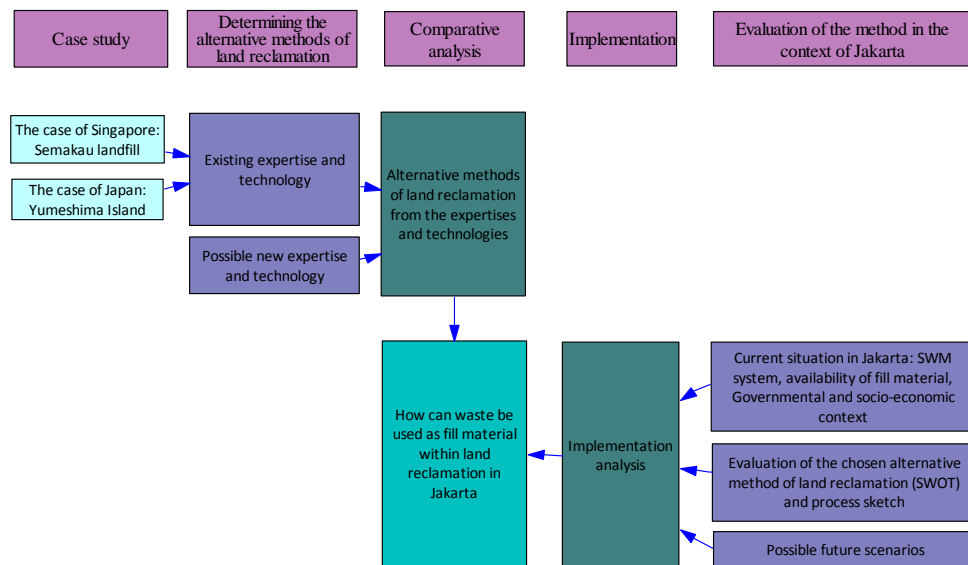 Case study
Determining the
alternative methods of
land reclamation
Comparative
analysis
Implementation
Evaluation of the method in the
context of Jakarta
The case of Singapore:
Semakau landfill
The case of Japan:
Yumeshima Island
Existing expertise and
technology
Possible new expertise
and technology
Alternative methods
of land reclamation
from the expertises
and technologies
How can waste be
used as fill material
within land
reclamation in
Jakarta
Implementation
analysis
Current situation in Jakarta: SWM
system, availability of fill material,
Governmental and socio-economic
context
Evaluation of the chosen alternative
method of land reclamation (SWOT)
and process sketch
Possible future scenarios